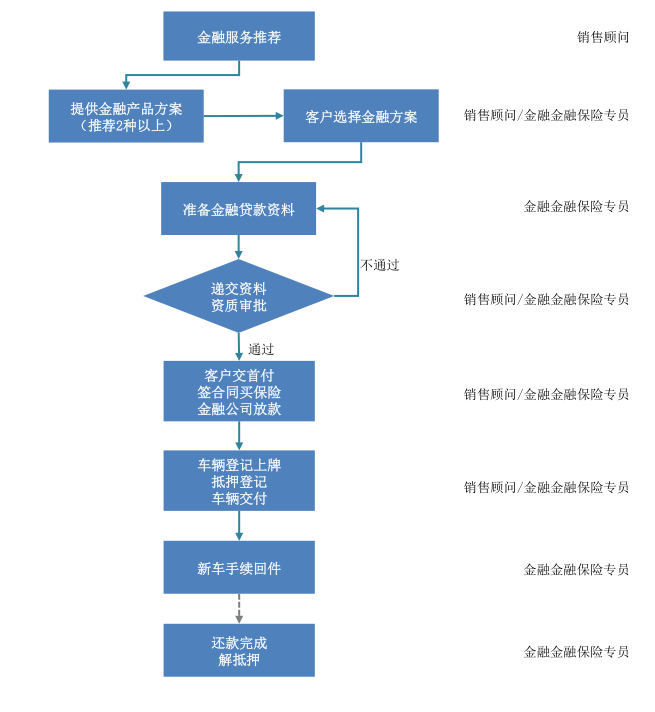 金融服务推荐
销售顾问
提供金融产品方案
（推荐2种以上）
客户选择金融方案
销售顾问/金融金融保险专员
准备金融贷款资料
金融金融保险专员
不通过
递交资料
资质审批
销售顾问/金融金融保险专员
通过
客户交首付
签合同买保险
金融公司放款
销售顾问/金融金融保险专员
车辆登记上牌
抵押登记
车辆交付
销售顾问/金融金融保险专员
新车手续回件
金融金融保险专员
还款完成
解抵押
金融金融保险专员